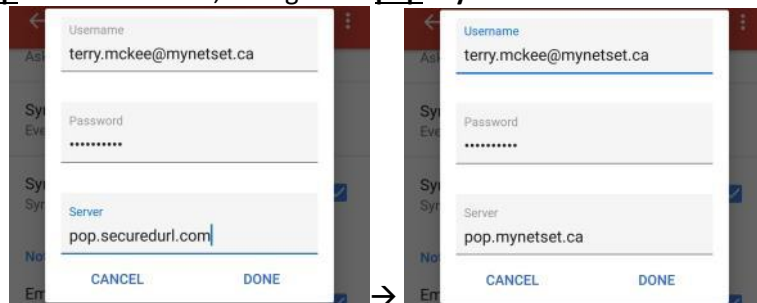 Username
terry.mckee@mynetset.ca
Password
••••••••••
Server
pop.securedurl.com
CANCEL DONE
→
Username
terry.mckee@mynetset.ca
Password
••••••••••
Server
pop.mynetset.ca
CANCEL DONE